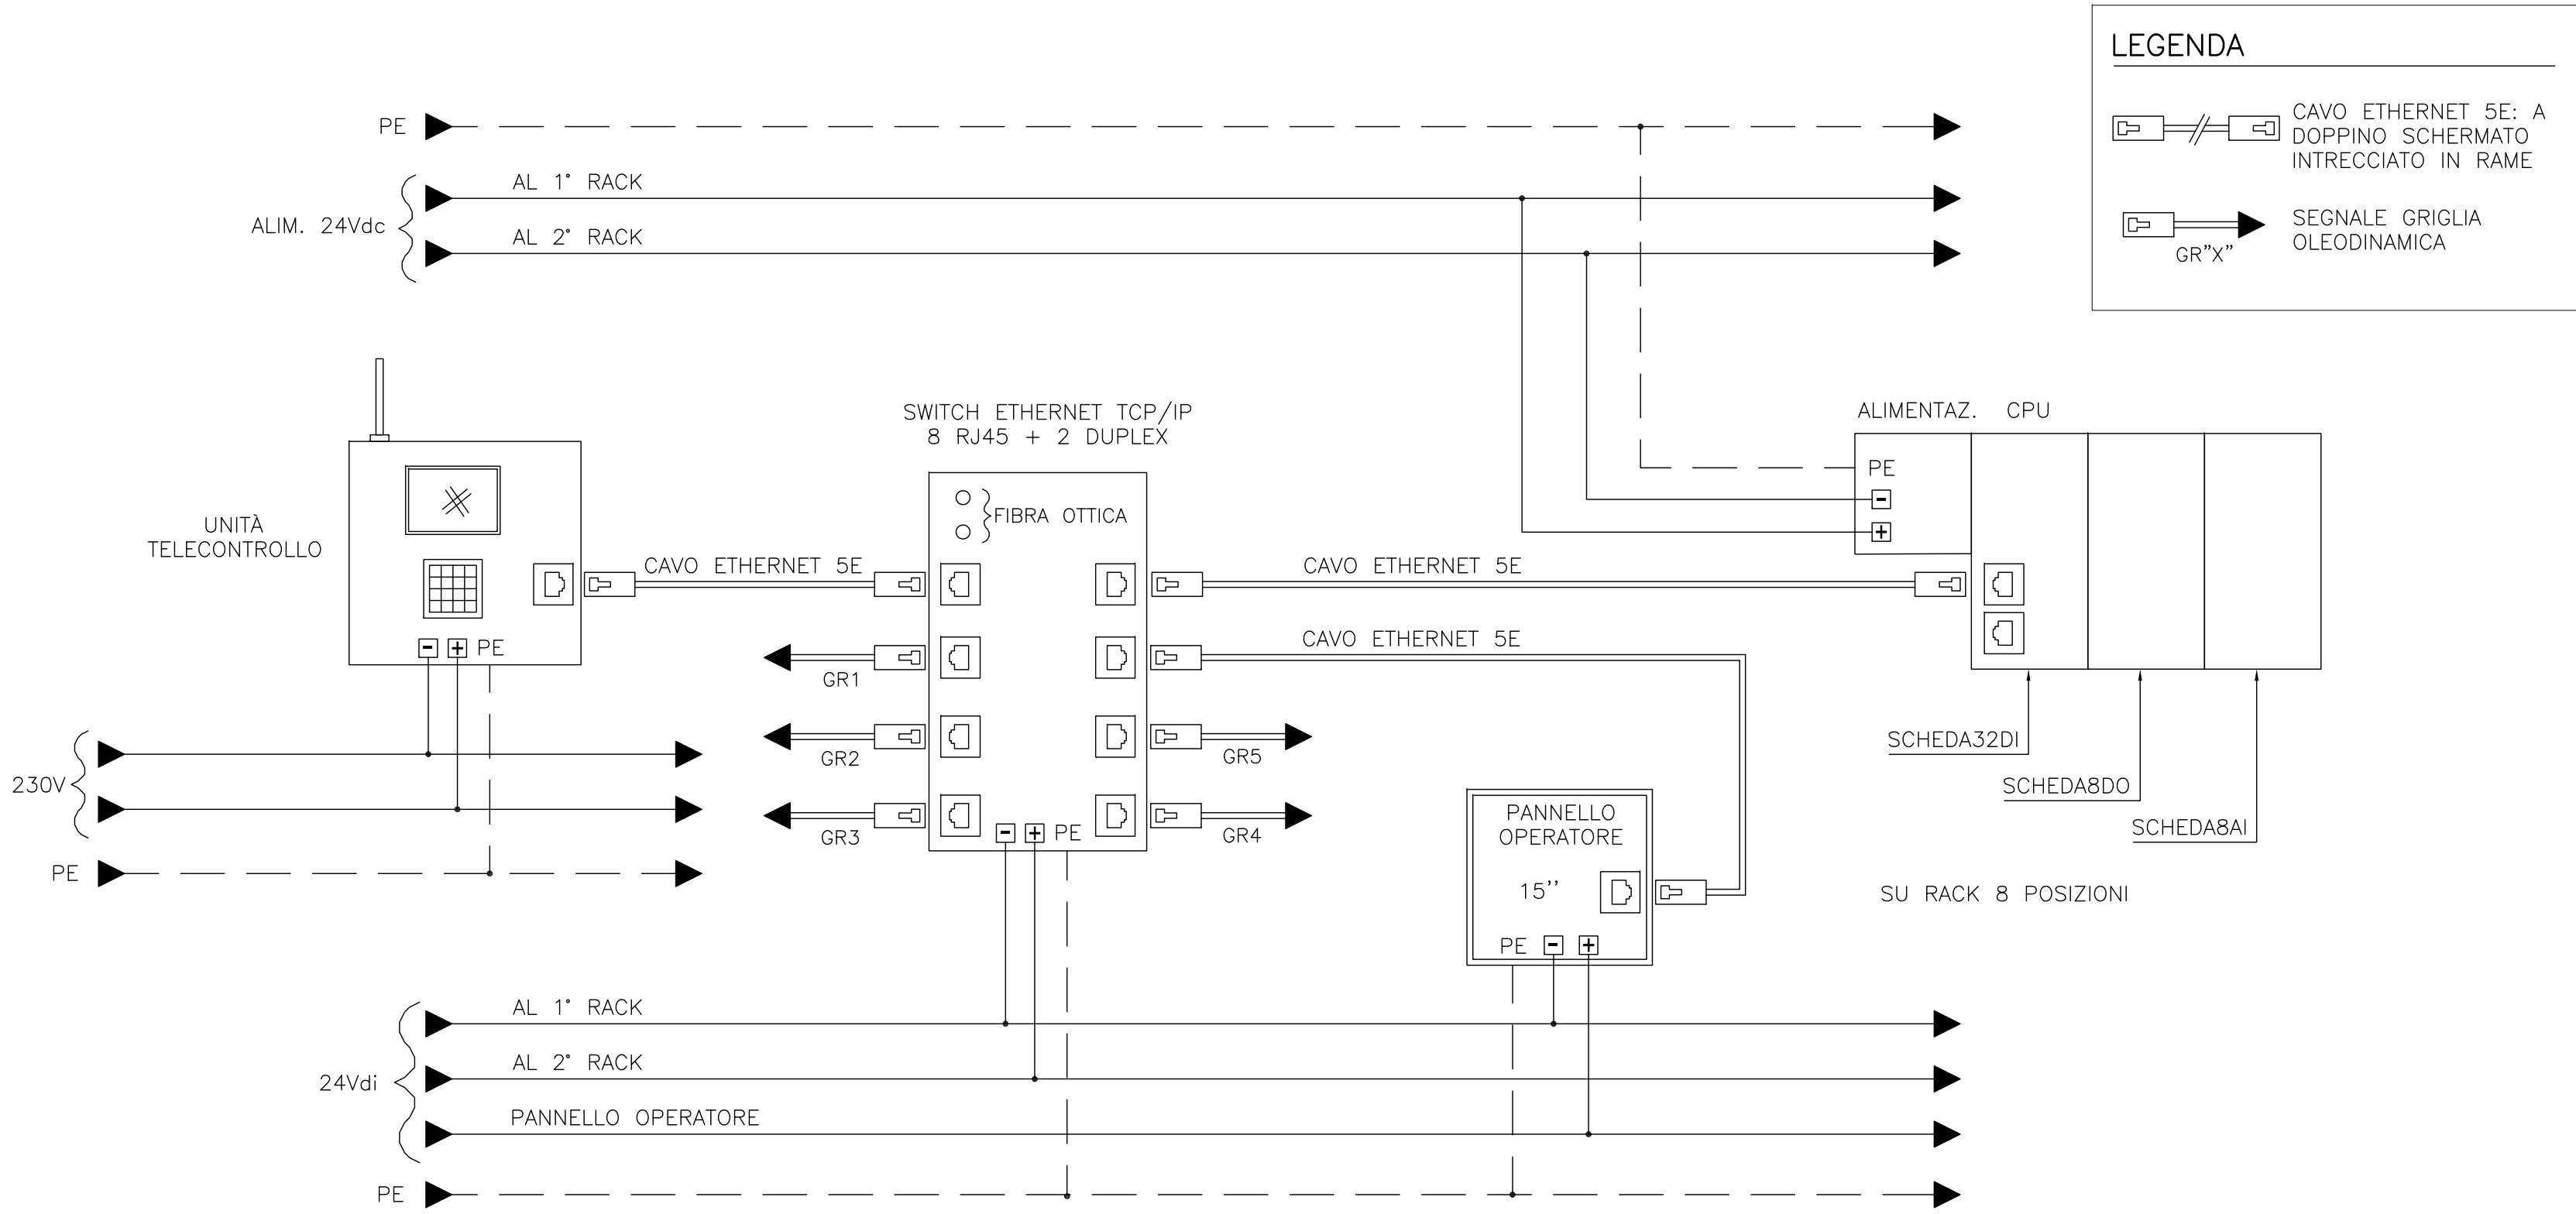 LEGENDA
CAVO ETHERNET 5E: A
DOPPINO SCHERMATO
INTRECCIATO IN RAME
SEGNALE GRIGLIA
OLEODINAMICA
GR"X"
PE
AL 1° RACK
ALIM. 24Vdc
AL 2° RACK
SWITCH ETHERNET TCP/IP
8 RJ45 + 2 DUPLEX
ALIMENTAZ. CPU
PE
-
+
UNITÀ
TELECONTROLLO
FIBRA OTTICA
CAVO ETHERNET 5E
CAVO ETHERNET 5E
CAVO ETHERNET 5E
- + PE
GR1
GR2
GR3
GR5
GR4
- + PE
230V
PE
SCHEDA32DI
SCHEDA8DO
SCHEDA8AI
PANNELLO
OPERATORE
15''
PE - +
SU RACK 8 POSIZIONI
AL 1° RACK
AL 2° RACK
24Vdi
PANNELLO OPERATORE
PE